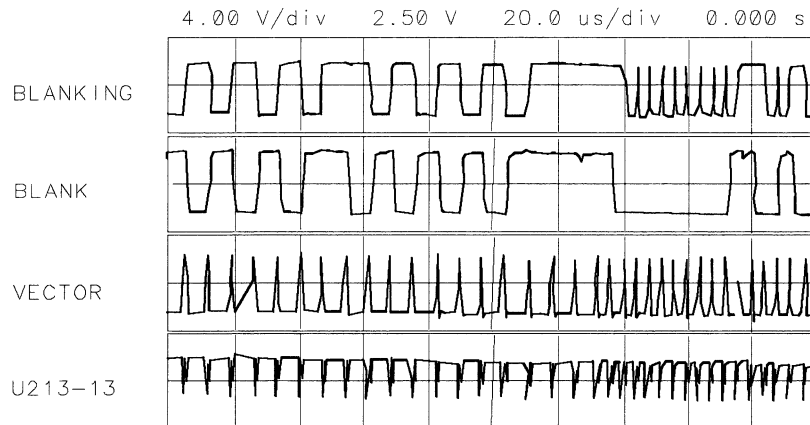 4.00 V/div 2.50 V 20.0 us/div 0.000 s
BLANKING
BLANK
VECTOR
U213-13